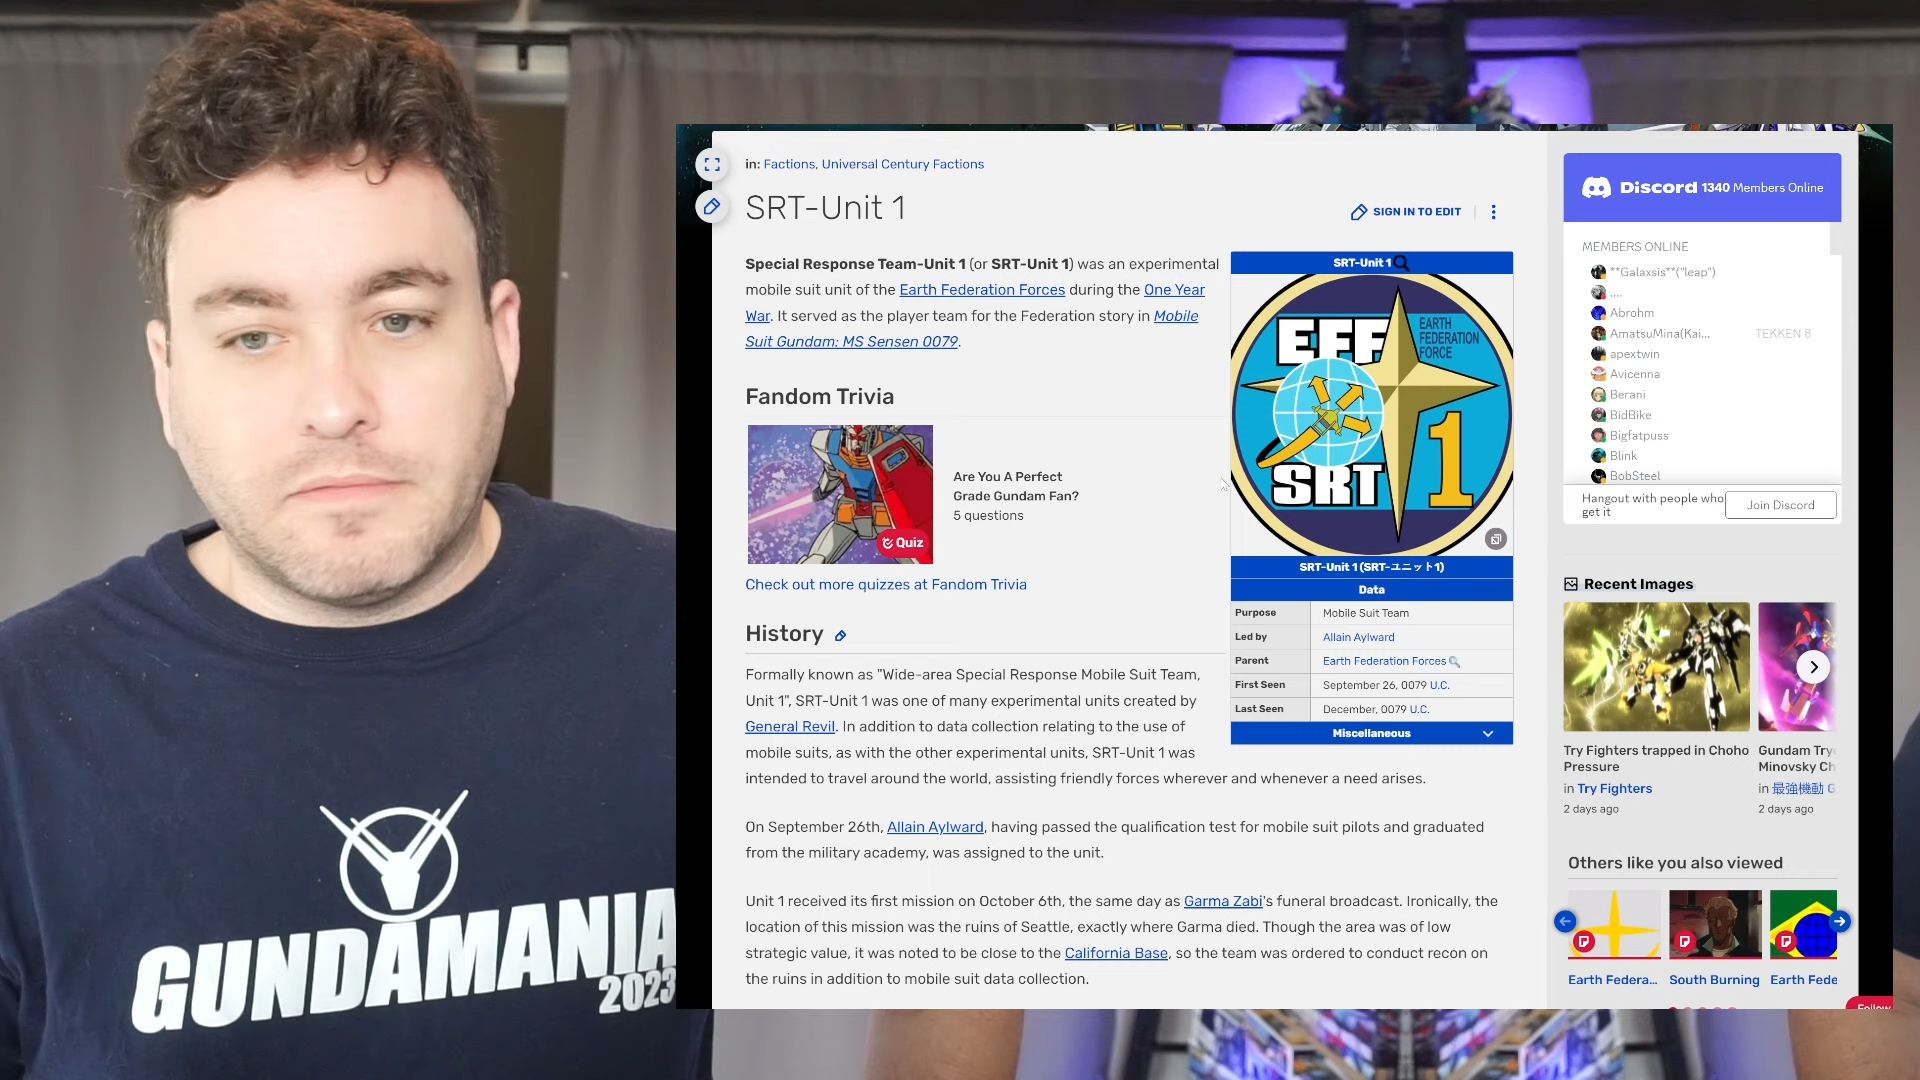 in: Factions, Universal Century Factions
SRT-Unit 1
SIGN IN TO EDIT
Special Response Team-Unit 1 (or SRT-Unit 1) was an experimental
mobile suit unit of the Earth Federation Forces during the One Year
War. It served as the player team for the Federation story in Mobile
Suit Gundam: MS Sensen 0079.
Fandom Trivia
Quiz
Are You A Perfect
Grade Gundam Fan?
5 questions
Check out more quizzes at Fandom Trivia
SRT-Unit 1
EFF
EARTH
FEDERATION
FORCE
SRT
1
SRT-Unit 1 (SRT-ユニット1)
Data
Purpose Mobile Suit Team
Led by Allain Aylward
Parent Earth Federation Forces
First Seen September 26, 0079 U.C.
Last Seen December, 0079 U.C.
Miscellaneous
History
Formally known as "Wide-area Special Response Mobile Suit Team,
Unit 1", SRT-Unit 1 was one of many experimental units created by
General Revil. In addition to data collection relating to the use of
mobile suits, as with the other experimental units, SRT-Unit 1 was
intended to travel around the world, assisting friendly forces wherever and whenever a need arises.
On September 26th, Allain Aylward, having passed the qualification test for mobile suit pilots and graduated
from the military academy, was assigned to the unit.
Unit 1 received its first mission on October 6th, the same day as Garma Zabi's funeral broadcast. Ironically, the
location of this mission was the ruins of Seattle, exactly where Garma died. Though the area was of low
strategic value, it was noted to be close to the California Base, so the team was ordered to conduct recon on
the ruins in addition to mobile suit data collection.
Discord 1340 Members Online
MEMBERS ONLINE
**Galaxsis**("leap")
....
Abrohm
AmatsuMina(Kai... TEKKEN 8
apextwin
Avicenna
Berani
BidBike
Bigfatpuss
Blink
BobSteel
Hangout with people who
get it
Join Discord
Recent Images
Try Fighters trapped in Choho
Pressure
in Try Fighters
2 days ago
Gundam Try
Minovsky Ch
in 最強機動 G
2 days ago
Others like you also viewed
Earth Federa...
South Burning
Earth Fede
Follow
GUNDAMANIA
2023